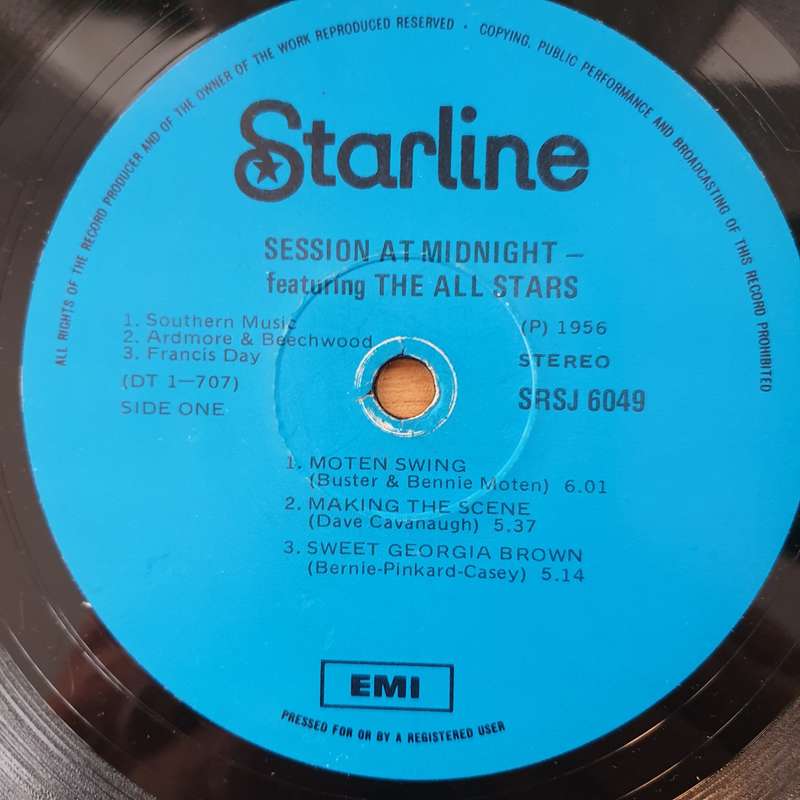 ALL RIGHTS OF THE RECORD PRODUCER AND OF THE OWNER OF THE WORK REPRODUCED RESERVED · COPYING, PUBLIC PERFORMANCE AND BROADCASTING OF THIS RECORD PROHIBITED
Starline
SESSION AT MIDNIGHT –
featuring THE ALL STARS
1. Southern Music
2. Ardmore & Beechwood
3. Francis Day
(DT 1—707)
SIDE ONE
(P) 1956
STEREO
SRSJ 6049
1. MOTEN SWING
(Buster & Bennie Moten) 6.01
2. MAKING THE SCENE
(Dave Cavanaugh) 5.37
3. SWEET GEORGIA BROWN
(Bernie-Pinkard-Casey) 5.14
EMI
PRESSED FOR OR BY A REGISTERED USER